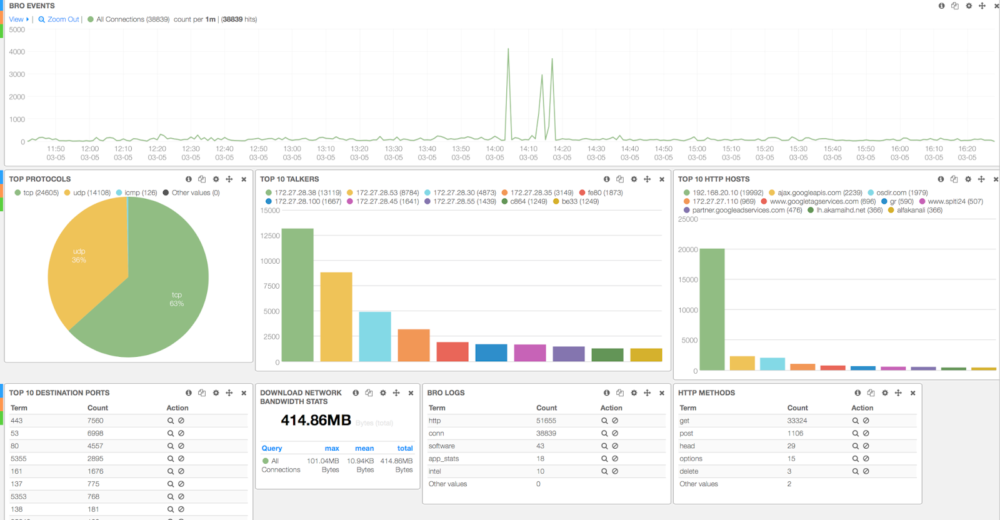 BRO EVENTS
View | Zoom Out | All Connections (38839) count per 1m | (38839 hits)
5000
4000
3000
2000
1000
0
11:50 12:00 12:10 12:20 12:30 12:40 12:50 13:00 13:10 13:20 13:30 13:40 13:50 14:00 14:10 14:20 14:30 14:40 14:50 15:00 15:10 15:20 15:30 15:40 15:50 16:00 16:10 16:20
03-05 03-05 03-05 03-05 03-05 03-05 03-05 03-05 03-05 03-05 03-05 03-05 03-05 03-05 03-05 03-05 03-05 03-05 03-05 03-05 03-05 03-05 03-05 03-05 03-05 03-05 03-05 03-05
TOP PROTOCOLS
tcp (24605) udp (14108) icmp (126) Other values (0)
udp
36%
tcp
63%
TOP 10 TALKERS
172.27.28.38 (13119) 172.27.28.53 (8784) 172.27.28.30 (4873) 172.27.28.35 (3149) fe80 (1873)
172.27.28.100 (1667) 172.27.28.45 (1641) 172.27.28.55 (1439) c864 (1249) be33 (1249)
15000
12500
10000
7500
5000
2500
0
TOP 10 HTTP HOSTS
192.168.20.10 (19992) ajax.googleapis.com (2239) osdir.com (1979)
172.27.27.110 (969) www.googletagservices.com (696) gr (590) www.spiti24 (507)
partner.googleadservices.com (476) lh.akamaihd.net (366) alfakanali (366)
25000
20000
15000
10000
5000
0
TOP 10 DESTINATION PORTS
Term Count Action
443 7560
53 6998
80 4557
5355 2895
161 1676
137 775
5353 768
138 181
DOWNLOAD NETWORK
BANDWIDTH STATS
414.86MB Bytes (total)
Query max mean total
All 101.04MB 10.94KB 414.86MB
Connections Bytes Bytes Bytes
BRO LOGS
Term Count Action
http 51655
conn 38839
software 43
app_stats 18
intel 10
Other values 0
HTTP METHODS
Term Count Action
get 33324
post 1106
head 29
options 15
delete 3
Other values 2